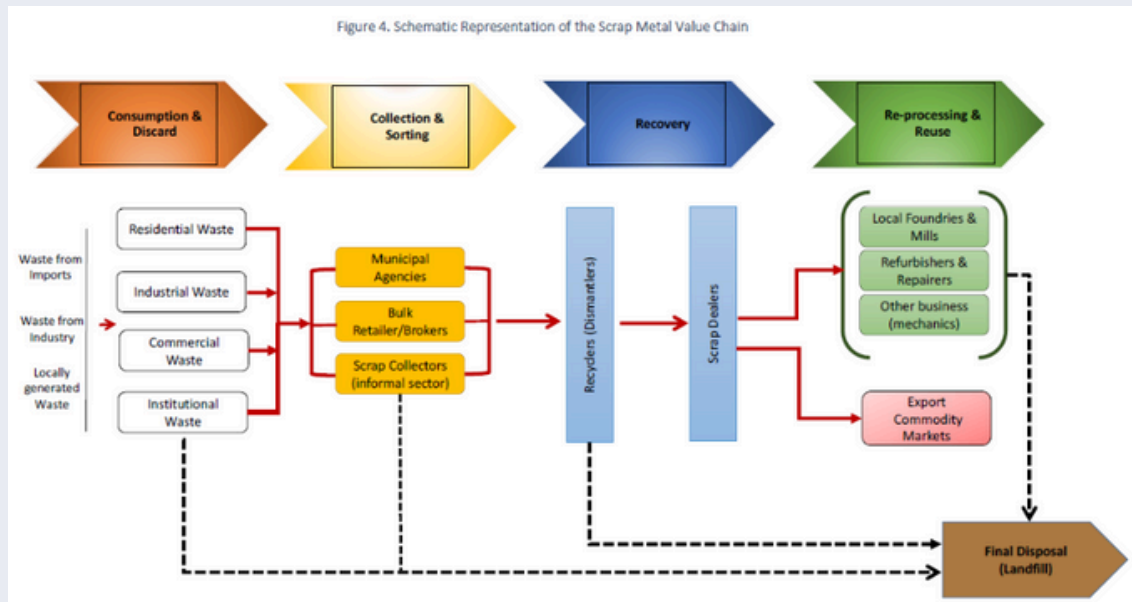 Figure 4. Schematic Representation of the Scrap Metal Value Chain
Consumption &
Discard
Collection &
Sorting
Recovery
Re-processing &
Reuse
Waste from
Imports
Waste from
Industry
Locally
generated
Waste
Residential Waste
Industrial Waste
Commercial
Waste
Institutional
Waste
Municipal
Agencies
Bulk
Retailer/Brokers
Scrap Collectors
(informal sector)
Recyclers (Dismantlers)
Scrap Dealers
Local Foundries &
Mills
Refurbishers &
Repairers
Other business
(mechanics)
Export
Commodity
Markets
Final Disposal
(Landfill)